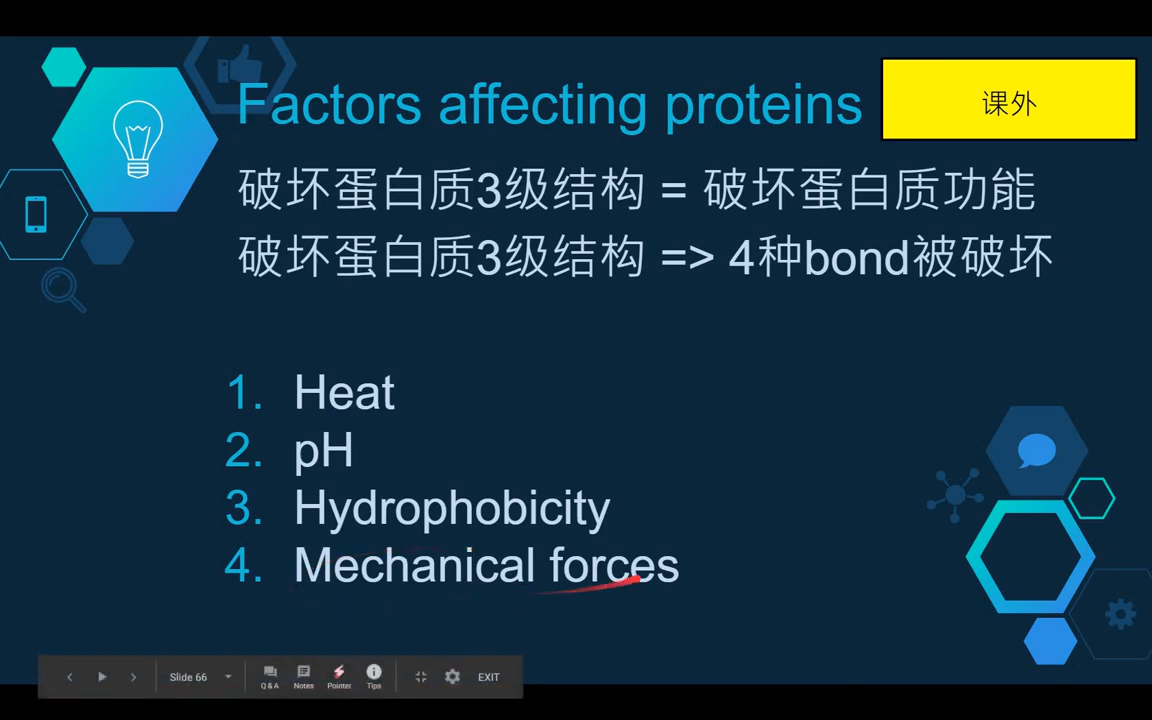 Factors affecting proteins
课外
破坏蛋白质3级结构 = 破坏蛋白质功能
破坏蛋白质3级结构 => 4种bond被破坏
1. Heat
2. pH
3. Hydrophobicity
4. Mechanical forces
Slide 66
Q & A
Notes
Pointer
Tips
EXIT